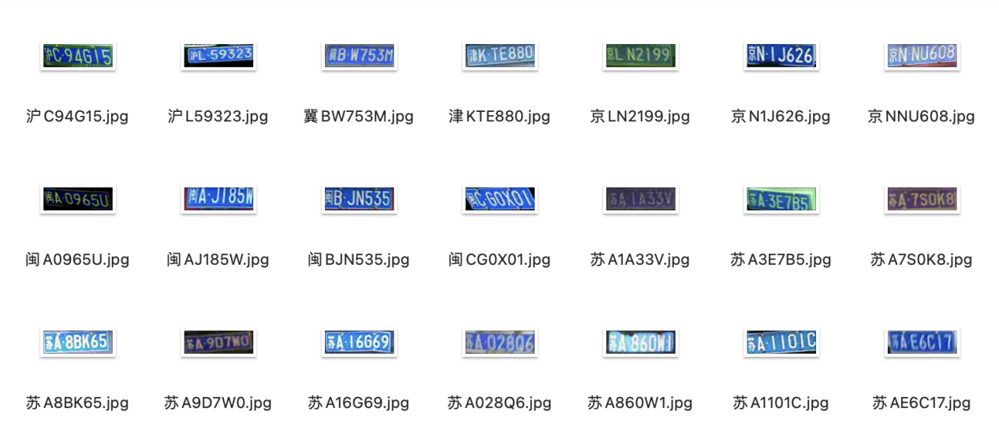 沪C·94G15 沪L·59323 冀B·W753M 津K·TE880 京L N2199 京N·1J626 京N·NU608
沪C94G15.jpg 沪L59323.jpg 冀BW753M.jpg 津KTE880.jpg 京LN2199.jpg 京N1J626.jpg 京NNU608.jpg
闽A·0965U 闽A·J185W 闽B·JN535 闽C·G0X01 苏A·1A33V 苏A·3E7B5 苏A·7S0K8
闽A0965U.jpg 闽AJ185W.jpg 闽BJN535.jpg 闽CG0X01.jpg 苏A1A33V.jpg 苏A3E7B5.jpg 苏A7S0K8.jpg
苏A·8BK65 苏A·9D7W0 苏A·16G69 苏A·028Q6 苏A·860W1 苏A·1101C 苏A E6C17
苏A8BK65.jpg 苏A9D7W0.jpg 苏A16G69.jpg 苏A028Q6.jpg 苏A860W1.jpg 苏A1101C.jpg 苏AE6C17.jpg